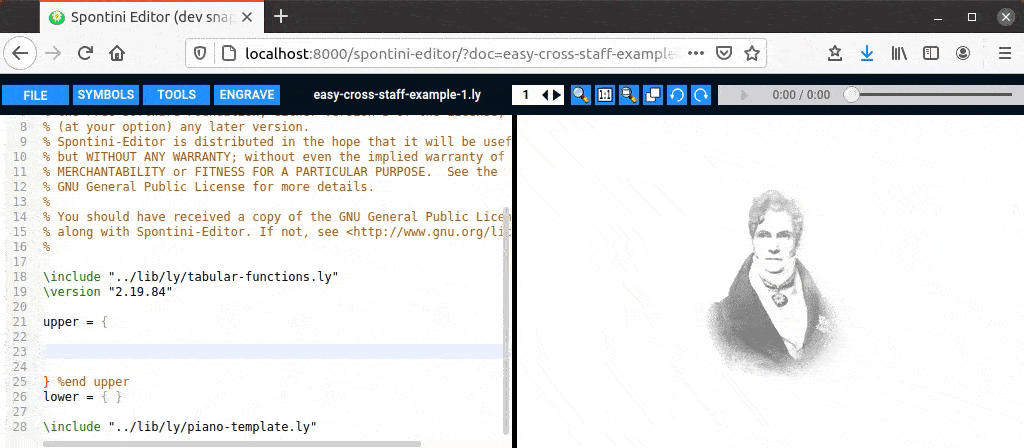 Spontini Editor (dev snap
localhost:8000/spontini-editor/?doc=easy-cross-staff-example
FILE SYMBOLS TOOLS ENGRAVE easy-cross-staff-example-1.ly 1 1:1 0:00 / 0:00
8 % (at your option) any later version.
9 % Spontini-Editor is distributed in the hope that it will be usef
10 % but WITHOUT ANY WARRANTY; without even the implied warranty of
11 % MERCHANTABILITY or FITNESS FOR A PARTICULAR PURPOSE. See the
12 % GNU General Public License for more details.
13 %
14 % You should have received a copy of the GNU General Public Licen
15 % along with Spontini-Editor. If not, see <http://www.gnu.org/lic
16 %
17
18 \include "../lib/ly/tabular-functions.ly"
19 \version "2.19.84"
20
21 upper = {
22
23
24
25 } %end upper
26 lower = { }
27
28 \include "../lib/ly/piano-template.ly"